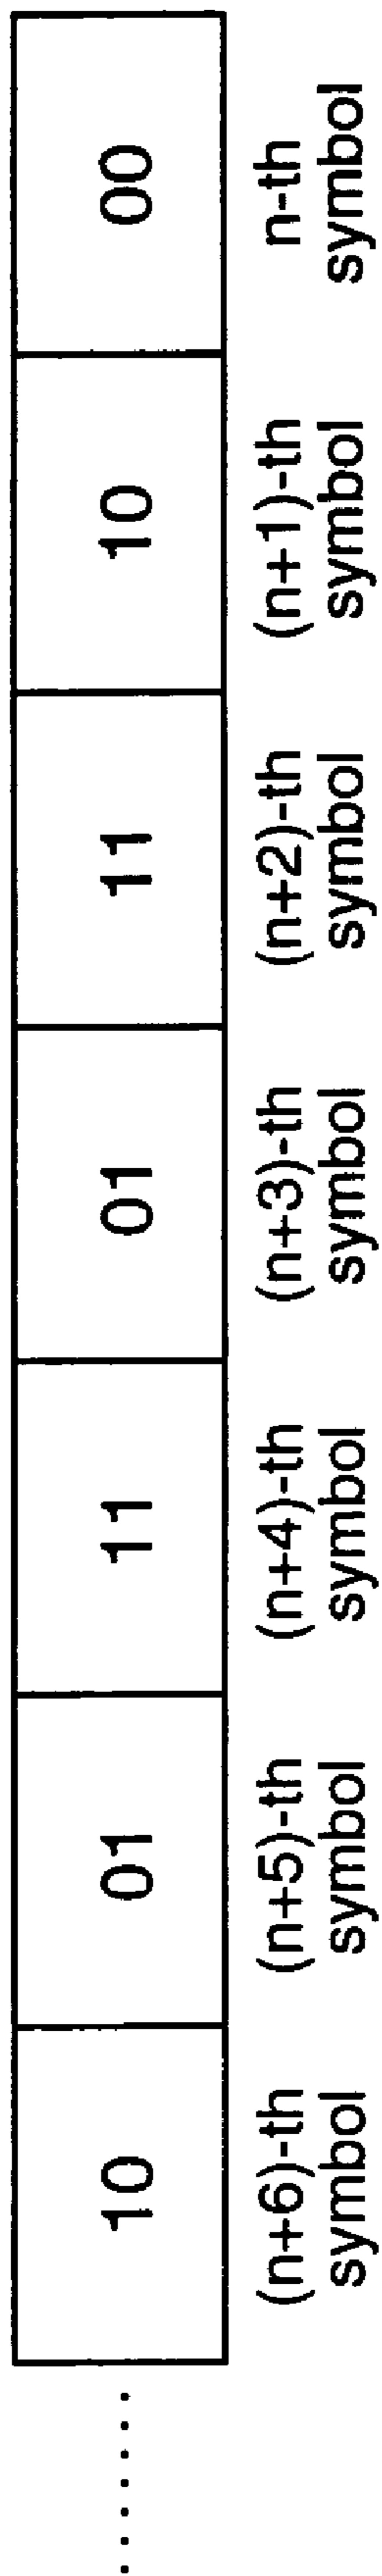 ...... 10 01 11 01 11 10 00
(n+6)-th (n+5)-th (n+4)-th (n+3)-th (n+2)-th (n+1)-th n-th
symbol symbol symbol symbol symbol symbol symbol